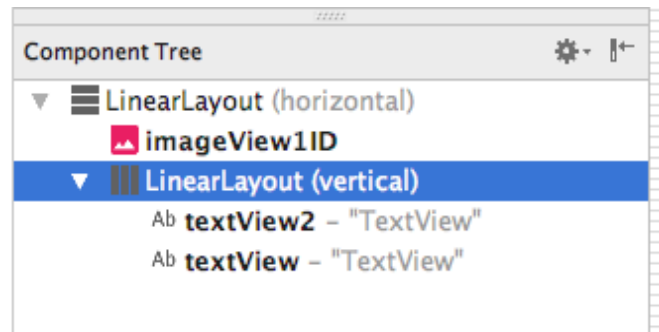 Component Tree
LinearLayout (horizontal)
imageView1ID
LinearLayout (vertical)
Ab textView2 – "TextView"
Ab textView – "TextView"